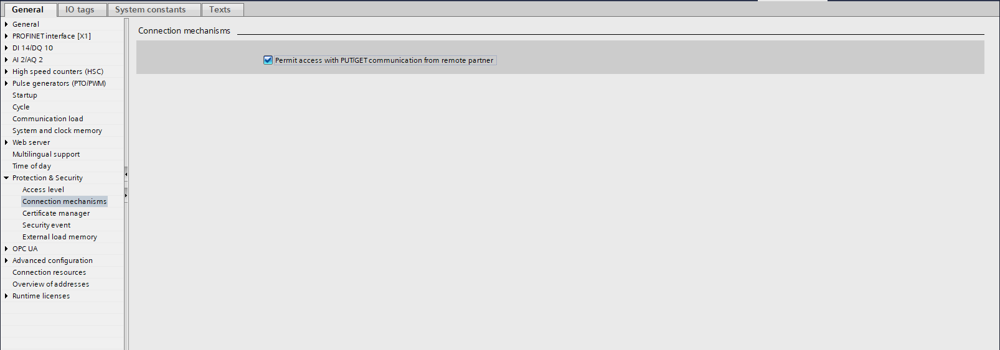 General IO tags System constants Texts
General
PROFINET interface [X1]
DI 14/DQ 10
AI 2/AQ 2
High speed counters (HSC)
Pulse generators (PTO/PWM)
Startup
Cycle
Communication load
System and clock memory
Web server
Multilingual support
Time of day
Protection & Security
Access level
Connection mechanisms
Certificate manager
Security event
External load memory
OPC UA
Advanced configuration
Connection resources
Overview of addresses
Runtime licenses
Connection mechanisms
Permit access with PUT/GET communication from remote partner